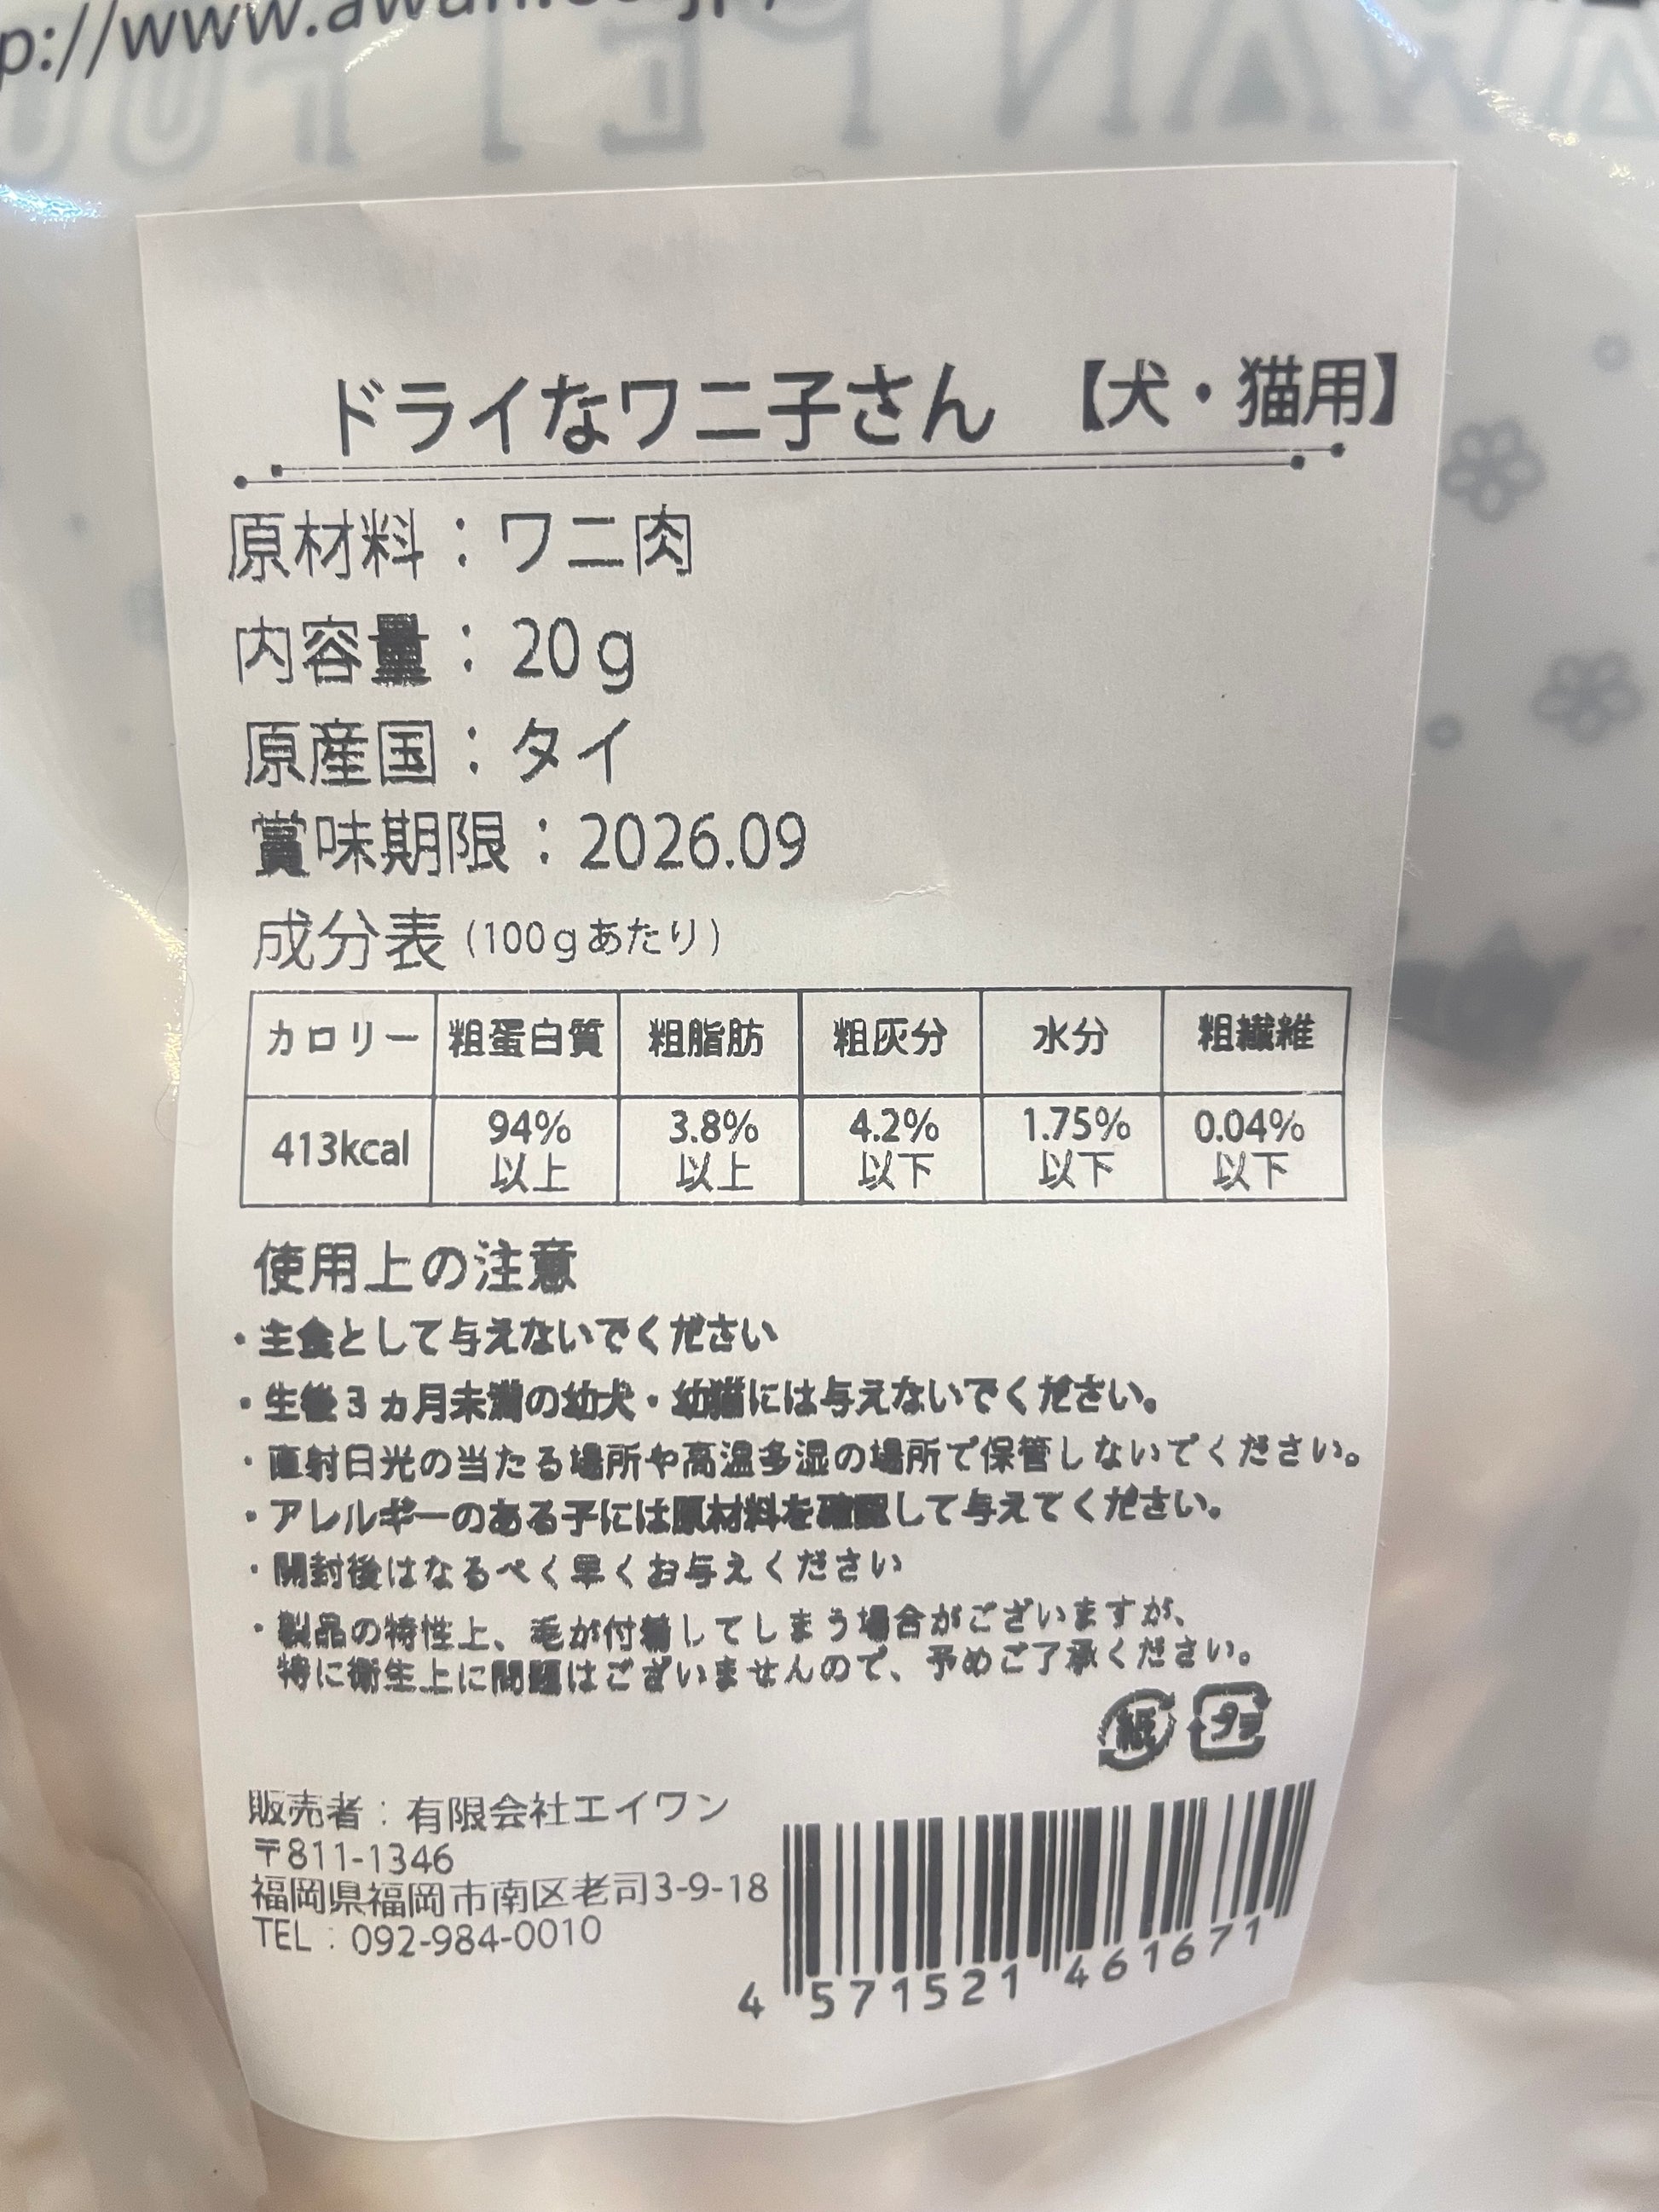 p://www.awan
ドライなワニ子さん 【犬・猫用】
原材料：ワニ肉
内容量：20g
原産国：タイ
賞味期限：2026.09
成分表（100gあたり）
カロリー 粗蛋白質 粗脂肪 粗灰分 水分 粗繊維
413kcal 94%以上 3.8%以上 4.2%以下 1.75%以下 0.04%以下
使用上の注意
・主食として与えないでください
・生後3ヵ月未満の幼犬・幼猫には与えないでください。
・直射日光の当たる場所や高温多湿の場所で保管しないでください。
・アレルギーのある子には原材料を確認して与えてください。
・開封後はなるべく早くお与えください
・製品の特性上、毛が付着してしまう場合がございますが、
特に衛生上に問題はございませんので、予めご了承ください。
紙 プラ
販売者：有限会社エイワン
〒811-1346
福岡県福岡市南区老司3-9-18
TEL：092-984-0010
4 571521 461671